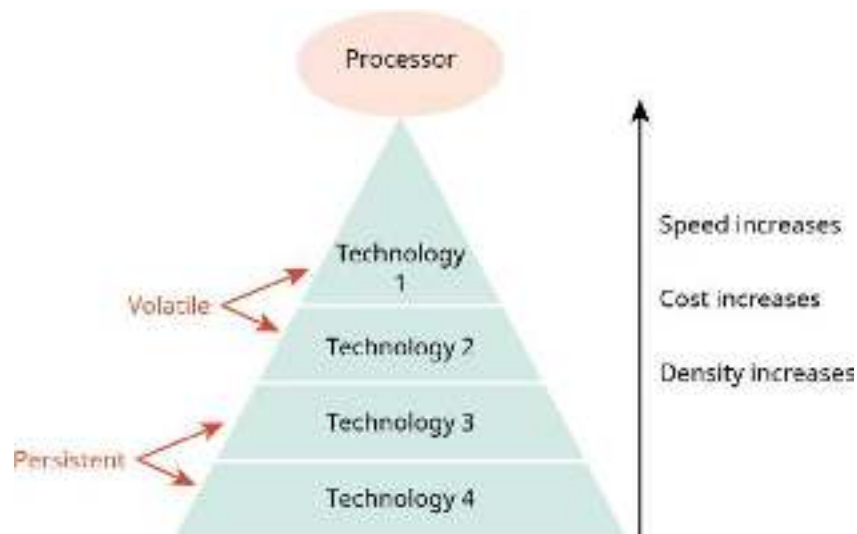 Processor
Technology
1
Technology 2
Technology 3
Technology 4
Volatile
Persistent
Speed increases
Cost increases
Density increases